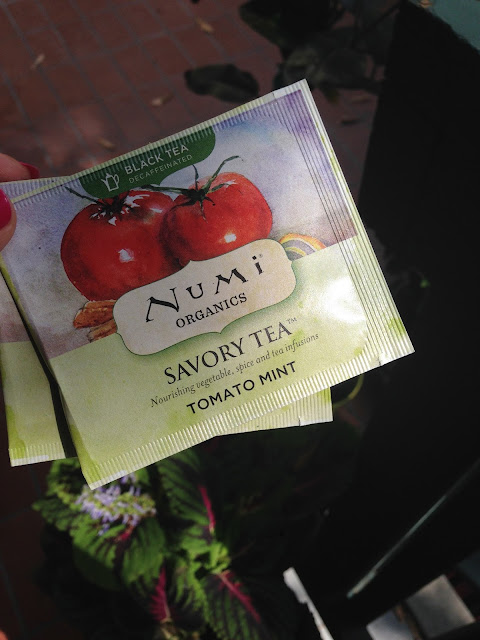 BLACK TEA
DECAFFEINATED
NUMi®
ORGANICS
SAVORY TEA™
Nourishing vegetable, spice and tea infusions
TOMATO MINT